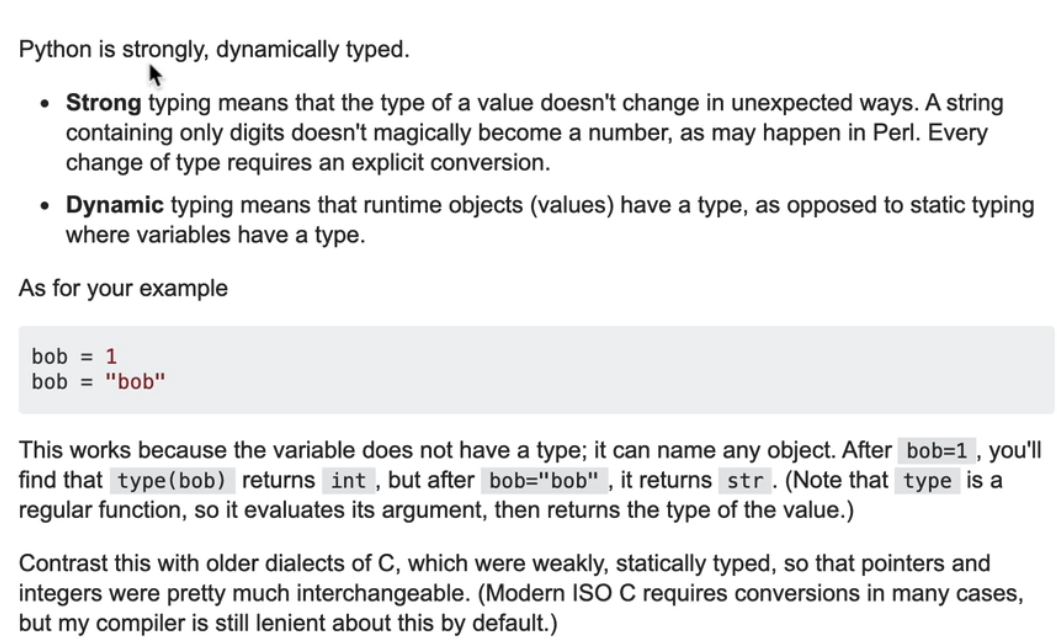 Python is strongly, dynamically typed.
• Strong typing means that the type of a value doesn't change in unexpected ways. A string
containing only digits doesn't magically become a number, as may happen in Perl. Every
change of type requires an explicit conversion.
• Dynamic typing means that runtime objects (values) have a type, as opposed to static typing
where variables have a type.
As for your example
bob = 1
bob = "bob"
This works because the variable does not have a type; it can name any object. After bob=1 , you'll
find that type(bob) returns int , but after bob="bob" , it returns str . (Note that type is a
regular function, so it evaluates its argument, then returns the type of the value.)
Contrast this with older dialects of C, which were weakly, statically typed, so that pointers and
integers were pretty much interchangeable. (Modern ISO C requires conversions in many cases,
but my compiler is still lenient about this by default.)